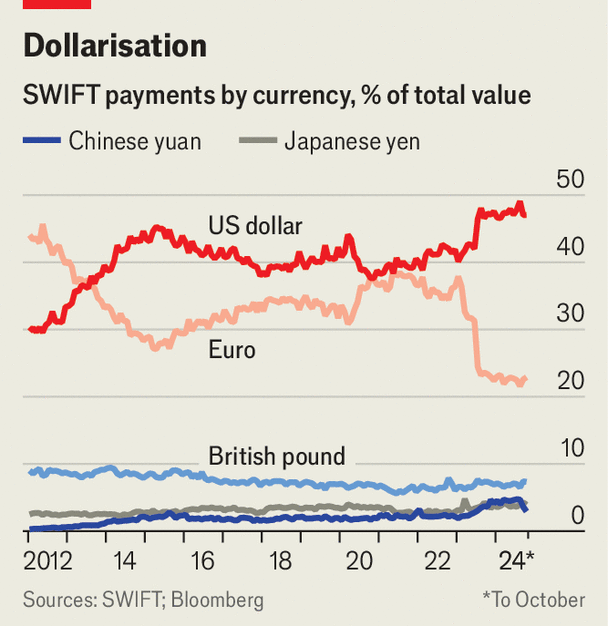 Dollarisation
SWIFT payments by currency, % of total value
Chinese yuan Japanese yen
50
US dollar
40
30
Euro
20
British pound
10
0
2012 14 16 18 20 22 24*
Sources: SWIFT; Bloomberg *To October